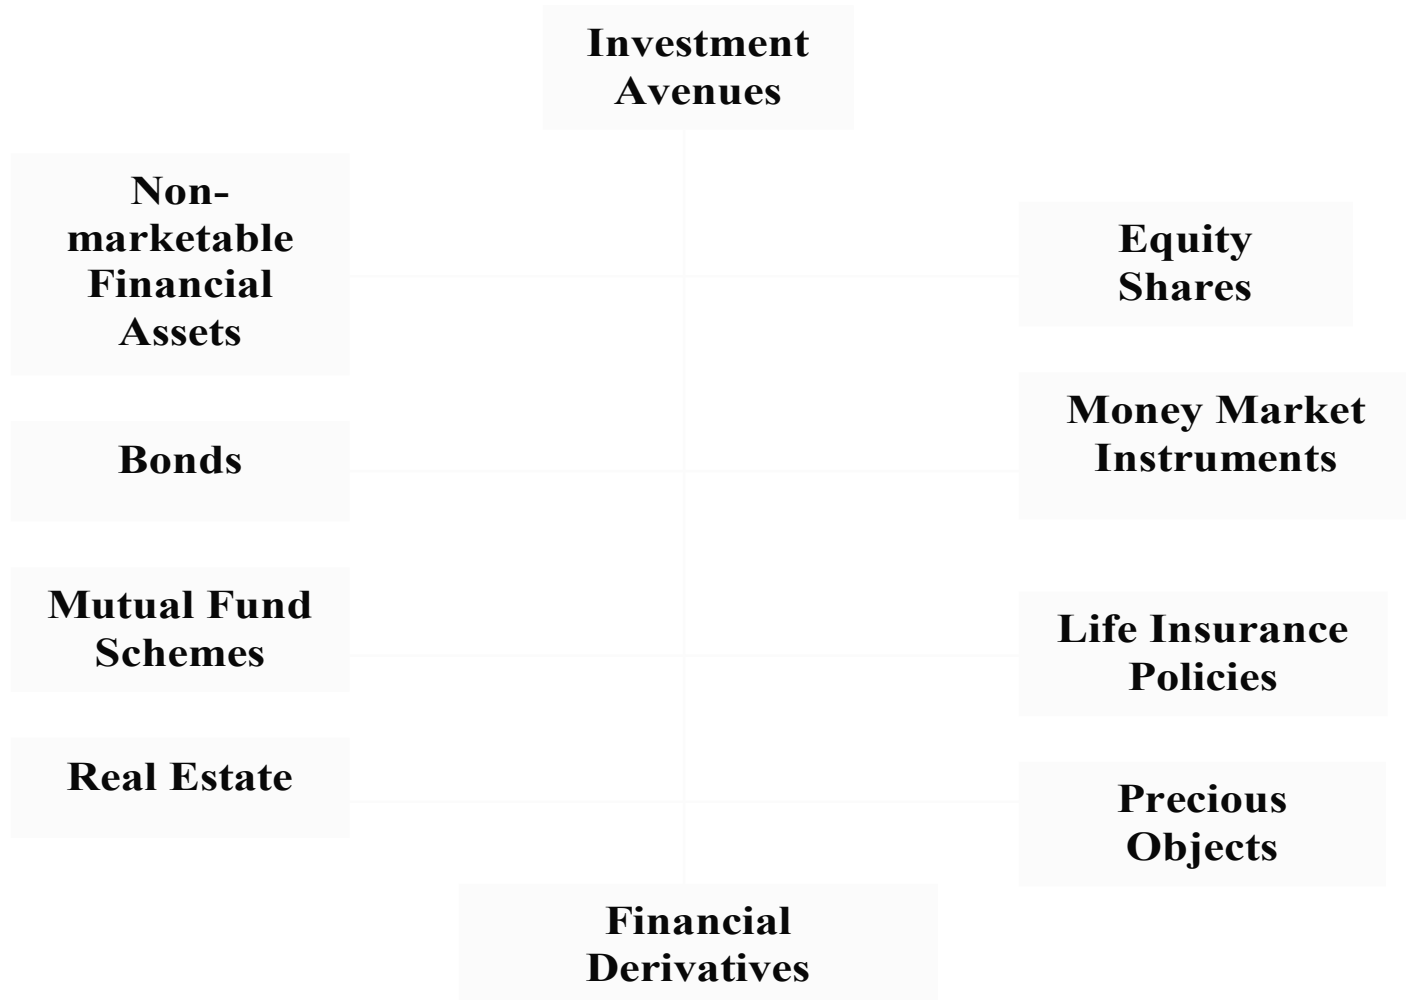 Investment
Avenues
Non-
marketable
Financial
Assets
Equity
Shares
Bonds
Money Market
Instruments
Mutual Fund
Schemes
Life Insurance
Policies
Real Estate
Precious
Objects
Financial
Derivatives